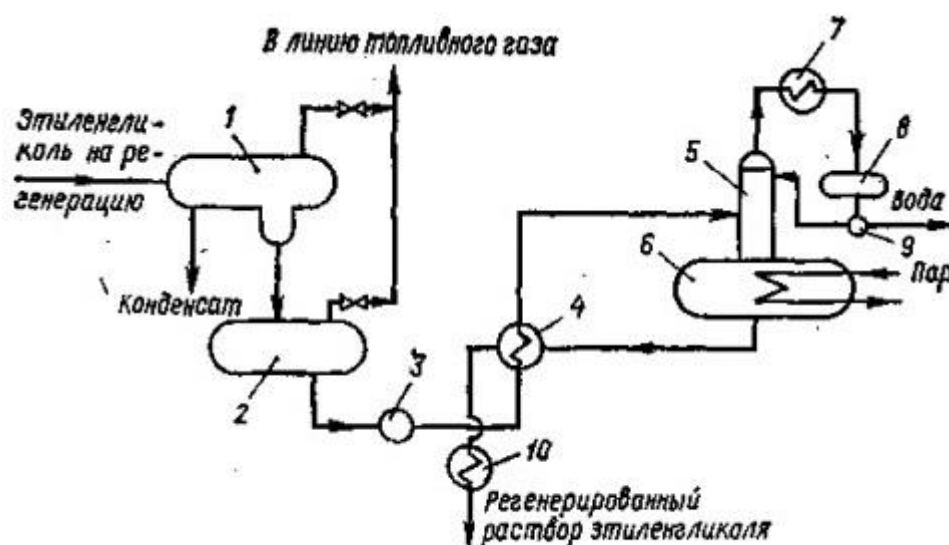 В линию топливного газа
Этиленгли-
коль на ре-
генерацию
1
7
8
5
Вода
9
6
Пар
Конденсат
4
2
3
10
Регенерированный
раствор этиленгликоля